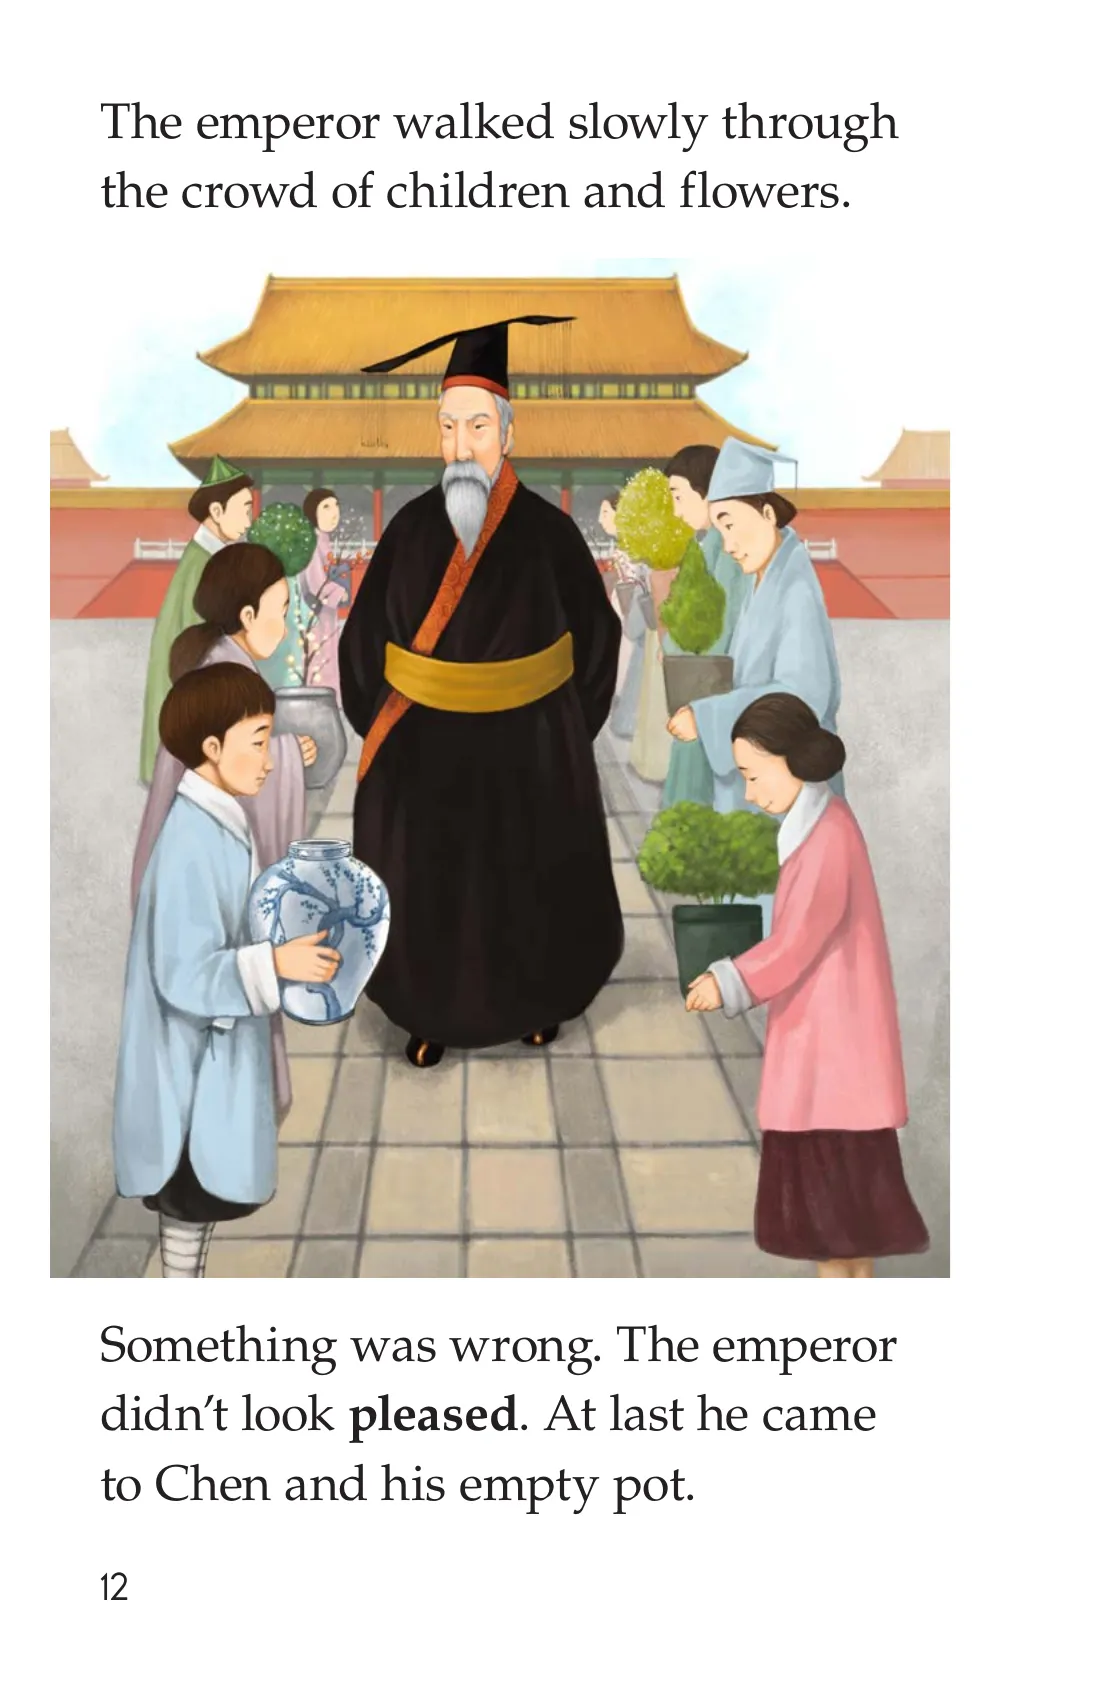 The emperor walked slowly through
the crowd of children and flowers.
Something was wrong. The emperor
didn’t look pleased. At last he came
to Chen and his empty pot.
12